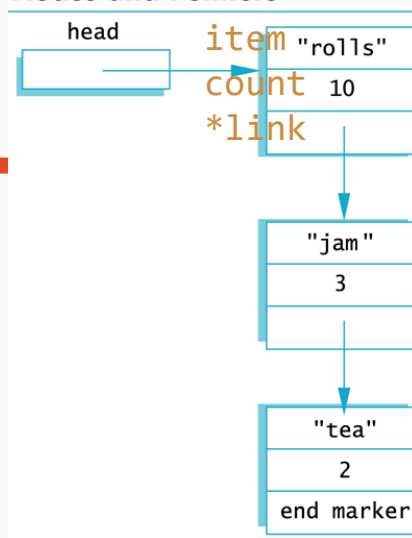 head
item
"rolls"
count
10
*link
"jam"
3
"tea"
2
end marker